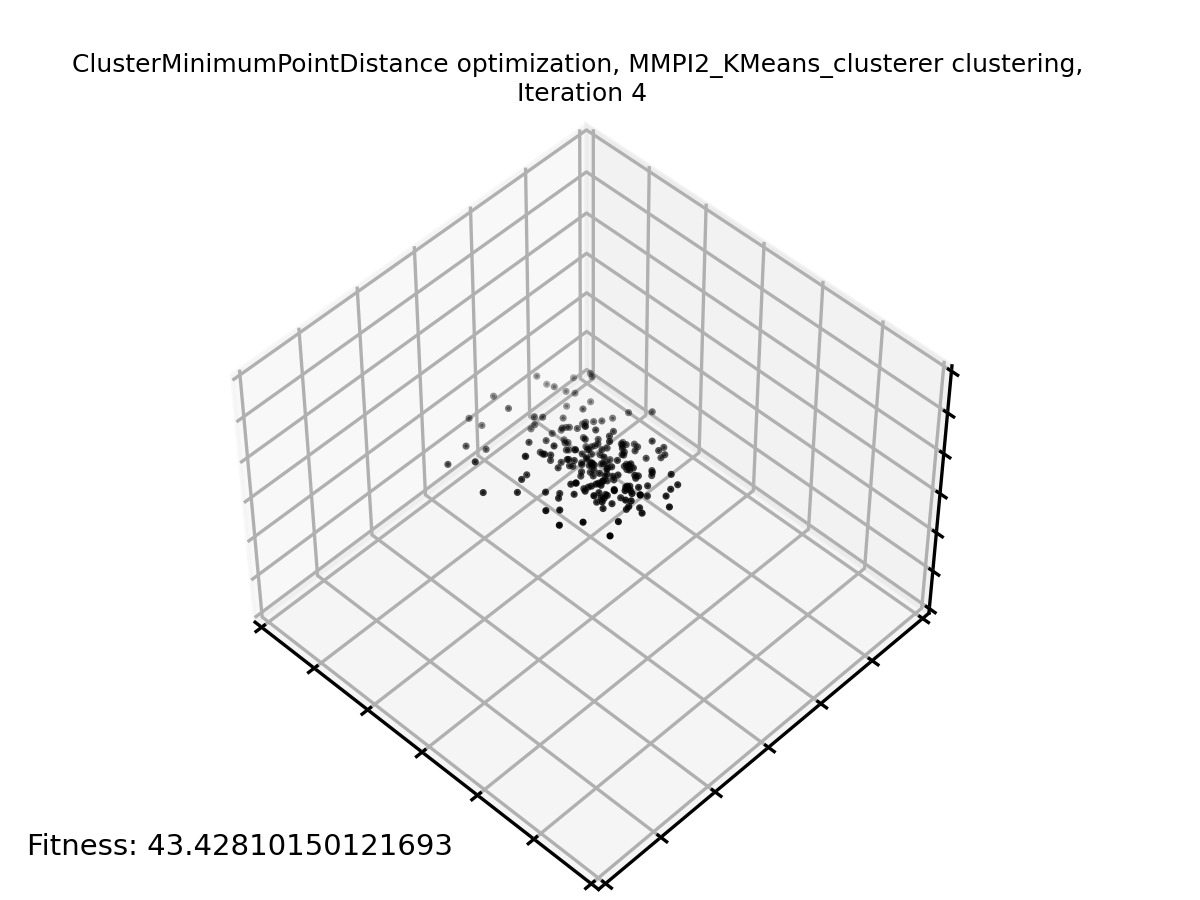 ClusterMinimumPointDistance optimization, MMPI2_KMeans_clusterer clustering,
Iteration 4
Fitness: 43.42810150121693